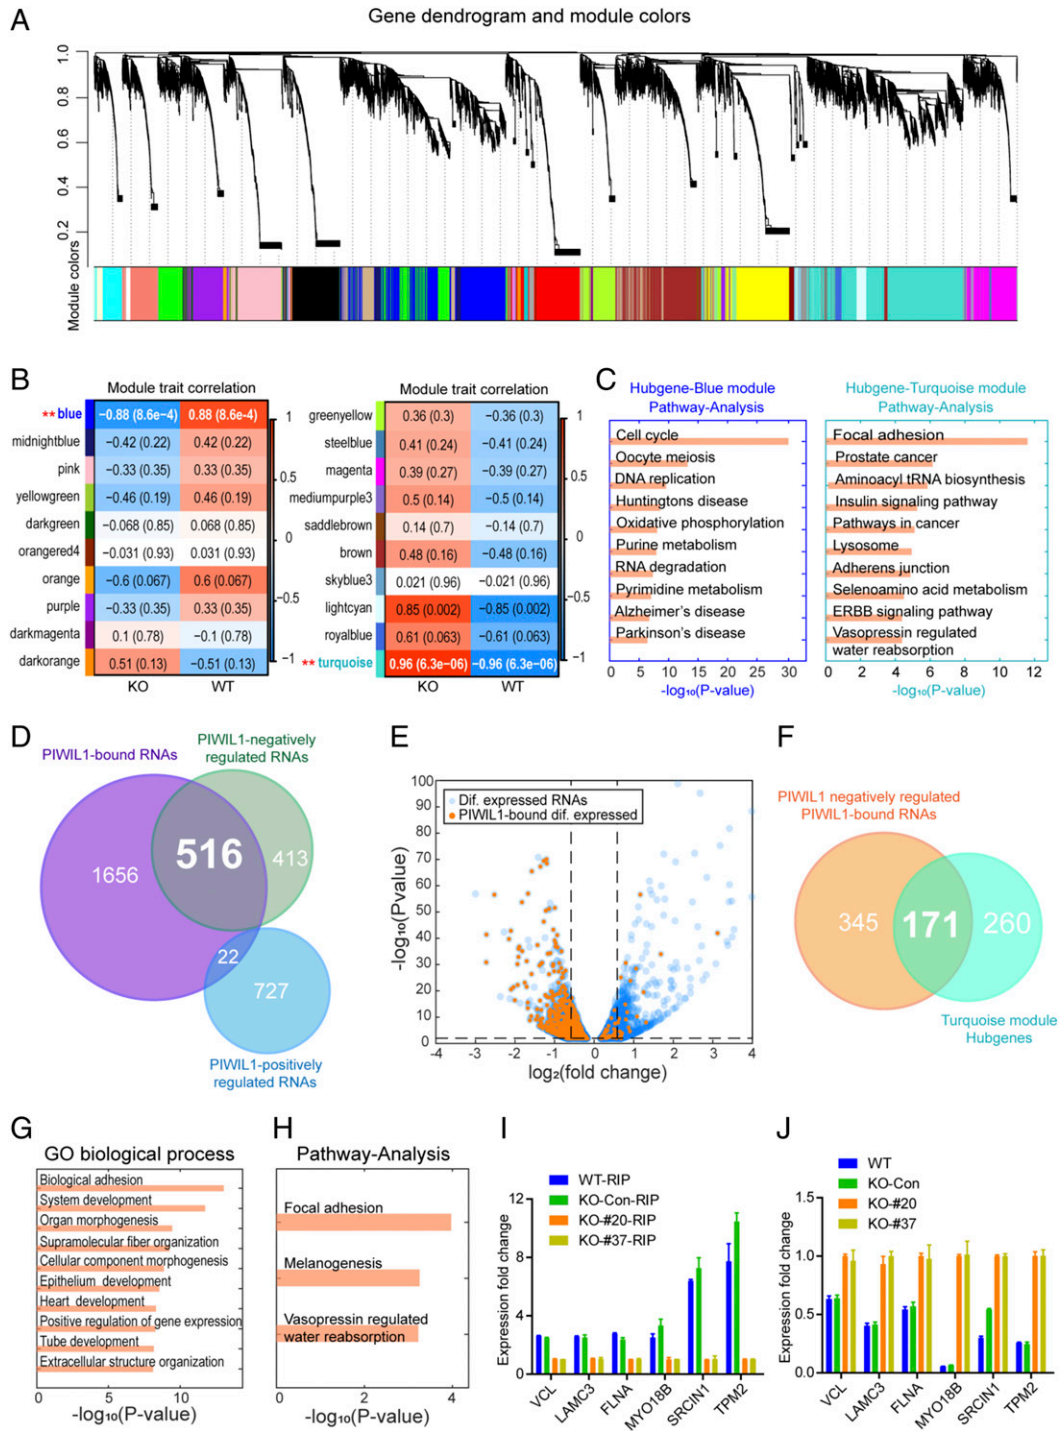 A
Gene dendrogram and module colors
1.0
0.8
0.6
0.4
0.2
Module colors
B
Module trait correlation
** blue −0.88 (8.6e−4) 0.88 (8.6e-4)
midnightblue −0.42 (0.22) 0.42 (0.22)
pink −0.33 (0.35) 0.33 (0.35)
yellowgreen −0.46 (0.19) 0.46 (0.19)
darkgreen −0.068 (0.85) 0.068 (0.85)
orangered4 −0.031 (0.93) 0.031 (0.93)
orange −0.6 (0.067) 0.6 (0.067)
purple −0.33 (0.35) 0.33 (0.35)
darkmagenta 0.1 (0.78) −0.1 (0.78)
darkorange 0.51 (0.13) −0.51 (0.13)
KO WT
1
0.5
0
−0.5
−1
Module trait correlation
greenyellow 0.36 (0.3) −0.36 (0.3)
steelblue 0.41 (0.24) −0.41 (0.24)
magenta 0.39 (0.27) −0.39 (0.27)
mediumpurple3 0.5 (0.14) −0.5 (0.14)
saddlebrown 0.14 (0.7) −0.14 (0.7)
brown 0.48 (0.16) −0.48 (0.16)
skyblue3 0.021 (0.96) −0.021 (0.96)
lightcyan 0.85 (0.002) −0.85 (0.002)
royalblue 0.61 (0.063) −0.61 (0.063)
** turquoise 0.96 (6.3e−06) −0.96 (6.3e−06)
KO WT
1
0.5
0
−0.5
−1
C
Hubgene-Blue module
Pathway-Analysis
Cell cycle
Oocyte meiosis
DNA replication
Huntingtons disease
Oxidative phosphorylation
Purine metabolism
RNA degradation
Pyrimidine metabolism
Alzheimer's disease
Parkinson's disease
0 5 10 15 20 25 30
-log₁₀(P-value)
Hubgene-Turquoise module
Pathway-Analysis
Focal adhesion
Prostate cancer
Aminoacyl tRNA biosynthesis
Insulin signaling pathway
Pathways in cancer
Lysosome
Adherens junction
Selenoamino acid metabolism
ERBB signaling pathway
Vasopressin regulated
water reabsorption
0 2 4 6 8 10 12
-log₁₀(P-value)
D
PIWIL1-bound RNAs
PIWIL1-negatively
regulated RNAs
1656
516
413
22
727
PIWIL1-positively
regulated RNAs
E
Dif. expressed RNAs
PIWIL1-bound dif. expressed
100
90
80
70
60
50
40
30
20
10
0
-log₁₀(Pvalue)
-4 -3 -2 -1 0 1 2 3 4
log₂(fold change)
F
PIWIL1 negatively regulated
PIWIL1-bound RNAs
345
171
260
Turquoise module
Hubgenes
G
GO biological process
Biological adhesion
System development
Organ morphogenesis
Supramolecular fiber organization
Cellular component morphogenesis
Epithelium development
Heart development
Positive regulation of gene expression
Tube development
Extracellular structure organization
0 5 10
-log₁₀(P-value)
H
Pathway-Analysis
Focal adhesion
Melanogenesis
Vasopressin regulated
water reabsorption
0 2 4
-log₁₀(P-value)
I
WT-RIP
KO-Con-RIP
KO-#20-RIP
KO-#37-RIP
12
8
4
0
Expression fold change
VCL LAMC3 FLNA MYO18B SRCIN1 TPM2
J
WT
KO-Con
KO-#20
KO-#37
1.5
1.0
0.5
0.0
Expression fold change
VCL LAMC3 FLNA MYO18B SRCIN1 TPM2